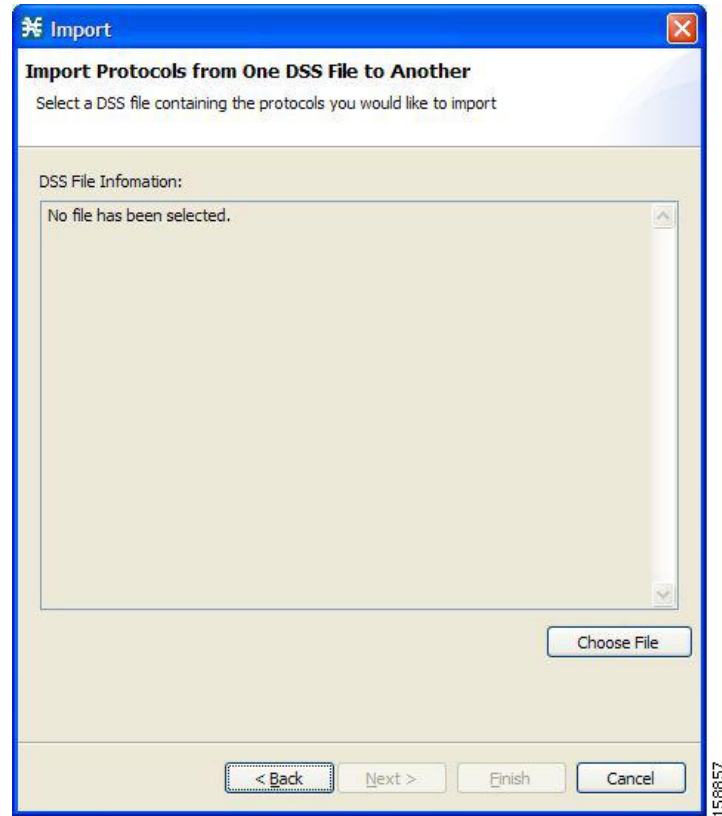 Import
Import Protocols from One DSS File to Another
Select a DSS file containing the protocols you would like to import
DSS File Infomation:
No file has been selected.
Choose File
< Back
Next >
Finish
Cancel
158857